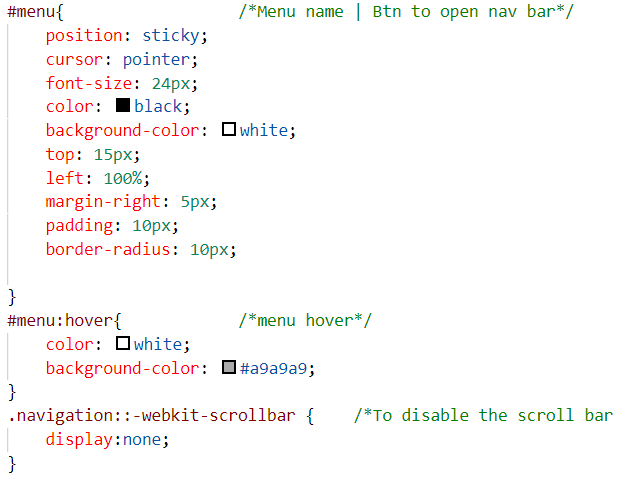 #menu{ /*Menu name | Btn to open nav bar*/
position: sticky;
cursor: pointer;
font-size: 24px;
color: black;
background-color: white;
top: 15px;
left: 100%;
margin-right: 5px;
padding: 10px;
border-radius: 10px;
}
#menu:hover{ /*menu hover*/
color: white;
background-color: #a9a9a9;
}
.navigation::-webkit-scrollbar { /*To disable the scroll bar
display:none;
}